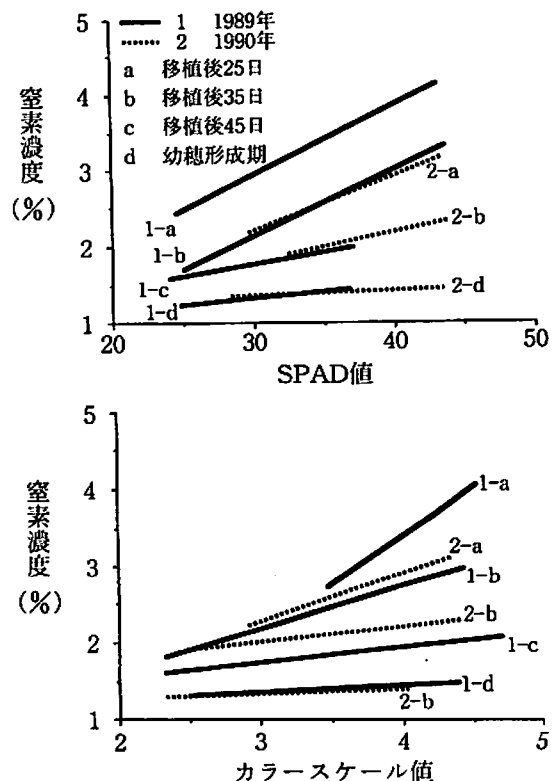 1 1989年
2 1990年
a 移植後25日
b 移植後35日
c 移植後45日
d 幼穂形成期
窒素濃度
(%)
5
4
3
2
1
1-a
1-b
1-c
1-d
2-a
2-b
2-d
20 30 40 50
SPAD値
窒素濃度
(%)
5
4
3
2
1
1-a
2-a
1-b
2-b
1-c
1-d
2-b
2 3 4 5
カラースケール値